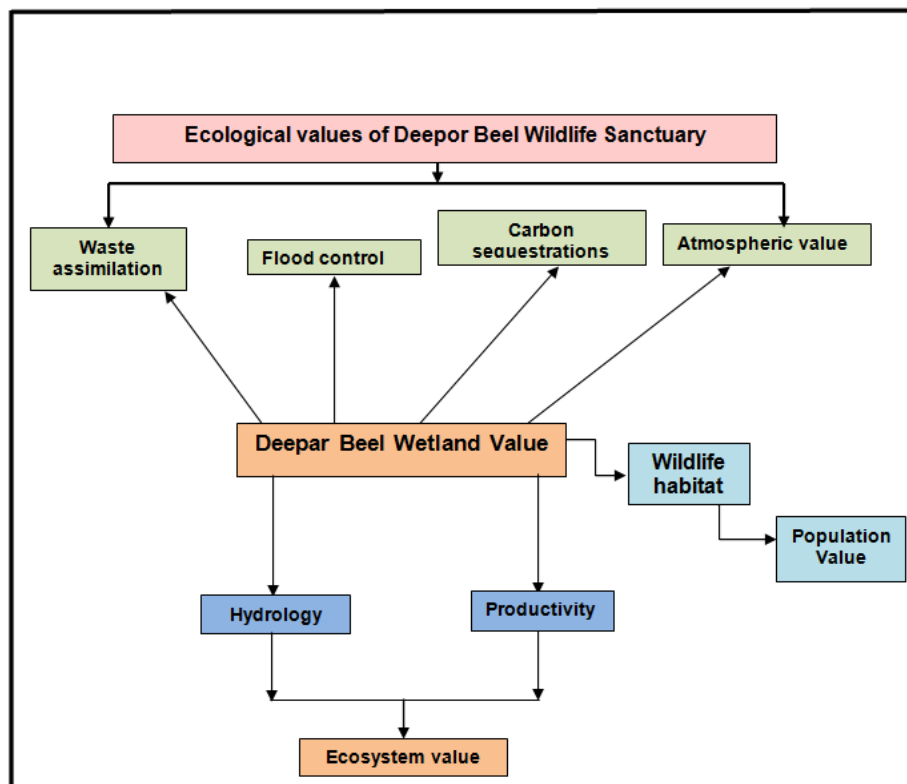 Ecological values of Deepor Beel Wildlife Sanctuary
Waste
assimilation
Flood control
Carbon
sequestrations
Atmospheric value
Deepar Beel Wetland Value
Wildlife
habitat
Population
Value
Hydrology
Productivity
Ecosystem value